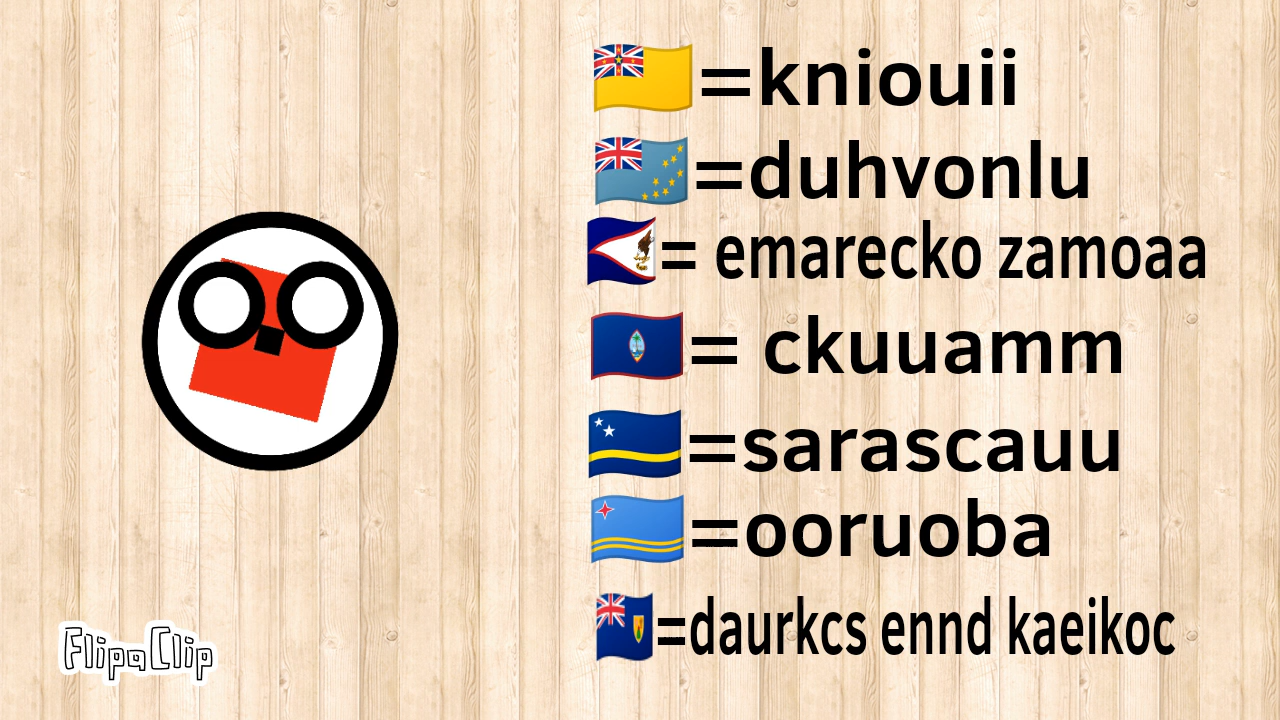 =kniouii
=duhvonlu
= emarecko zamoaa
= ckuuamm
=sarascauu
=ooruoba
=daurkcs ennd kaeikoc
FlipaClip